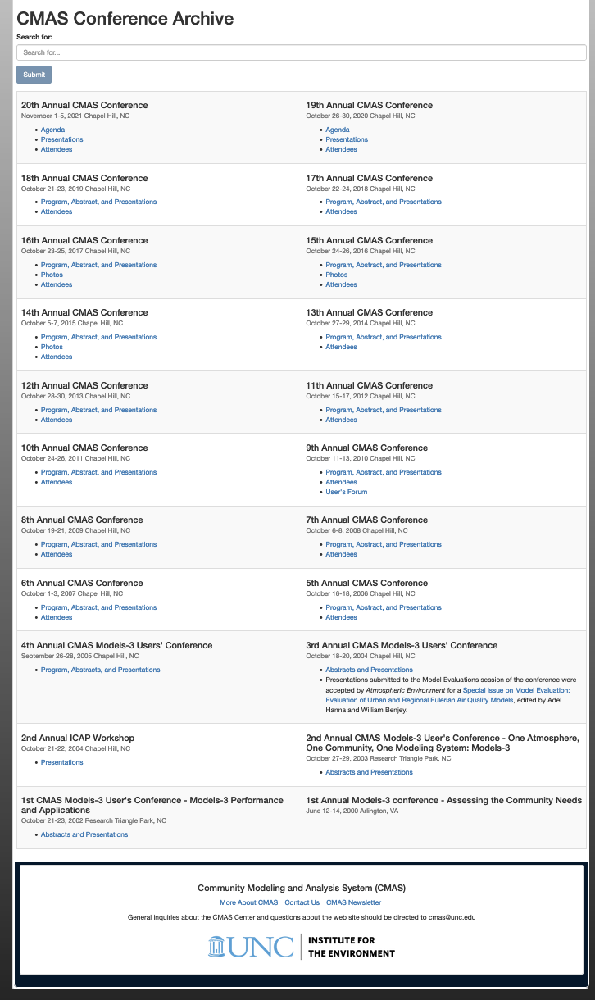 CMAS Conference Archive
Search for:
Search for...
Submit
20th Annual CMAS Conference
November 1-5, 2021 Chapel Hill, NC
• Agenda
• Presentations
• Attendees
19th Annual CMAS Conference
October 26-30, 2020 Chapel Hill, NC
• Agenda
• Presentations
• Attendees
18th Annual CMAS Conference
October 21-23, 2019 Chapel Hill, NC
• Program, Abstract, and Presentations
• Attendees
17th Annual CMAS Conference
October 22-24, 2018 Chapel Hill, NC
• Program, Abstract, and Presentations
• Attendees
16th Annual CMAS Conference
October 23-25, 2017 Chapel Hill, NC
• Program, Abstract, and Presentations
• Photos
• Attendees
15th Annual CMAS Conference
October 24-26, 2016 Chapel Hill, NC
• Program, Abstract, and Presentations
• Photos
• Attendees
14th Annual CMAS Conference
October 5-7, 2015 Chapel Hill, NC
• Program, Abstract, and Presentations
• Photos
• Attendees
13th Annual CMAS Conference
October 27-29, 2014 Chapel Hill, NC
• Program, Abstract, and Presentations
• Attendees
12th Annual CMAS Conference
October 28-30, 2013 Chapel Hill, NC
• Program, Abstract, and Presentations
• Attendees
11th Annual CMAS Conference
October 15-17, 2012 Chapel Hill, NC
• Program, Abstract, and Presentations
• Attendees
10th Annual CMAS Conference
October 24-26, 2011 Chapel Hill, NC
• Program, Abstract, and Presentations
• Attendees
9th Annual CMAS Conference
October 11-13, 2010 Chapel Hill, NC
• Program, Abstract, and Presentations
• Attendees
• User's Forum
8th Annual CMAS Conference
October 19-21, 2009 Chapel Hill, NC
• Program, Abstract, and Presentations
• Attendees
7th Annual CMAS Conference
October 6-8, 2008 Chapel Hill, NC
• Program, Abstract, and Presentations
• Attendees
6th Annual CMAS Conference
October 1-3, 2007 Chapel Hill, NC
• Program, Abstract, and Presentations
• Attendees
5th Annual CMAS Conference
October 16-18, 2006 Chapel Hill, NC
• Program, Abstract, and Presentations
• Attendees
4th Annual CMAS Models-3 Users' Conference
September 26-28, 2005 Chapel Hill, NC
• Program, Abstracts, and Presentations
3rd Annual CMAS Models-3 Users' Conference
October 18-20, 2004 Chapel Hill, NC
• Abstracts and Presentations
• Presentations submitted to the Model Evaluations session of the conference were
accepted by Atmospheric Environment for a Special issue on Model Evaluation:
Evaluation of Urban and Regional Eulerian Air Quality Models, edited by Adel
Hanna and William Benjey.
2nd Annual ICAP Workshop
October 21-22, 2004 Chapel Hill, NC
• Presentations
2nd Annual CMAS Models-3 User's Conference - One Atmosphere,
One Community, One Modeling System: Models-3
October 27-29, 2003 Research Triangle Park, NC
• Abstracts and Presentations
1st CMAS Models-3 User's Conference - Models-3 Performance
and Applications
October 21-23, 2002 Research Triangle Park, NC
• Abstracts and Presentations
1st Annual Models-3 conference - Assessing the Community Needs
June 12-14, 2000 Arlington, VA
Community Modeling and Analysis System (CMAS)
More About CMAS Contact Us CMAS Newsletter
General inquiries about the CMAS Center and questions about the web site should be directed to cmas@unc.edu
UNC INSTITUTE FOR
THE ENVIRONMENT